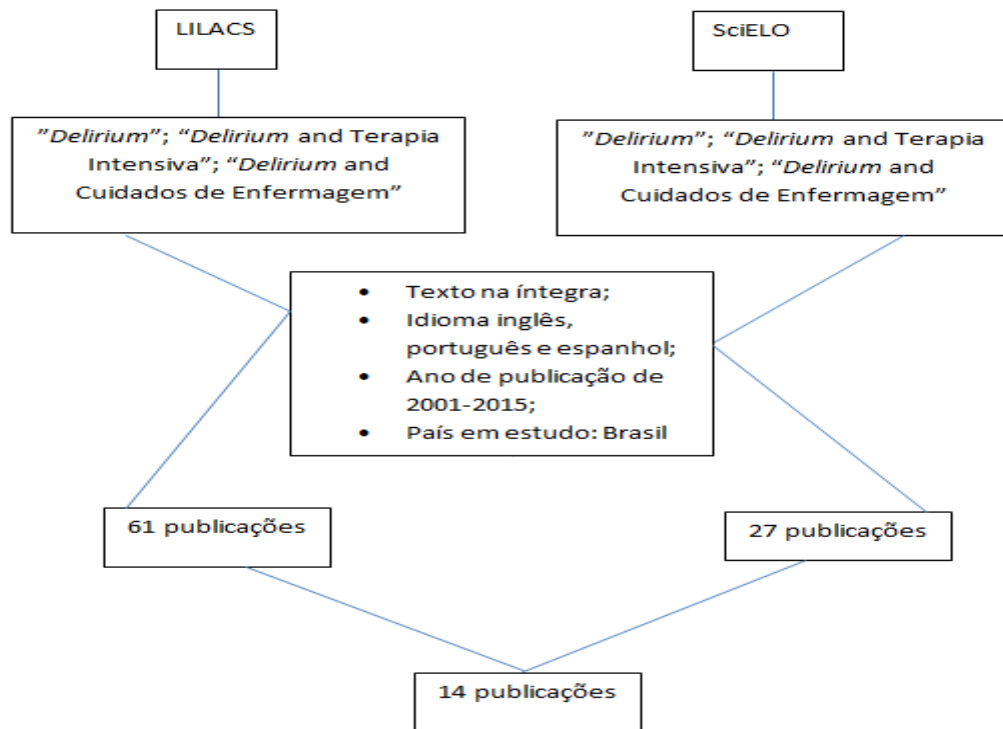 LILACS
SciELO
”Delirium”; “Delirium and Terapia
Intensiva”; “Delirium and
Cuidados de Enfermagem”
”Delirium”; “Delirium and Terapia
Intensiva”; “Delirium and
Cuidados de Enfermagem”
• Texto na íntegra;
• Idioma inglês,
português e espanhol;
• Ano de publicação de
2001-2015;
• País em estudo: Brasil
61 publicações
27 publicações
14 publicações